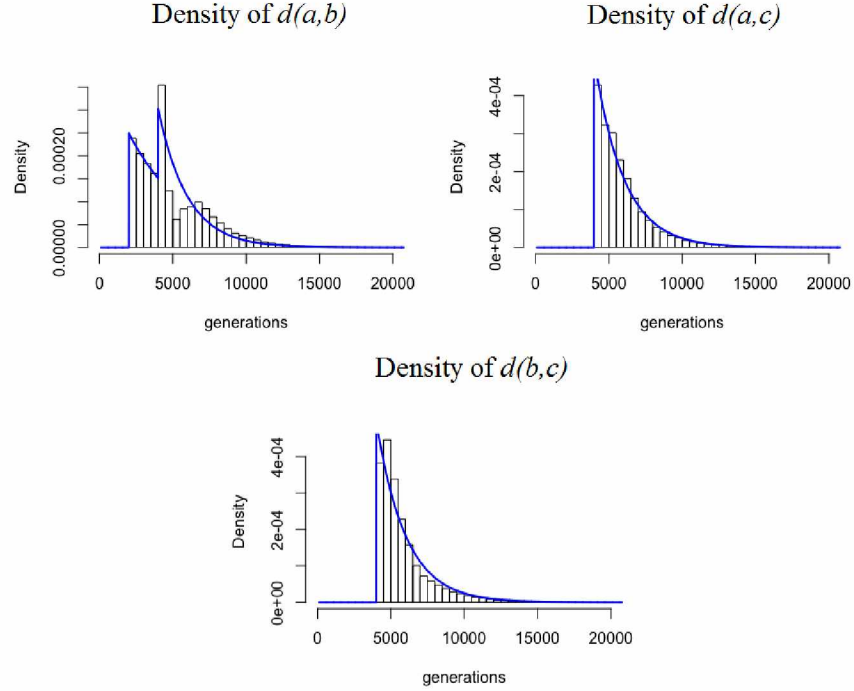 Density of d(a,b)
Density of d(a,c)
Density
0.00000 0.00020
0 5000 10000 15000 20000
generations
Density
0e+00 2e-04 4e-04
0 5000 10000 15000 20000
generations
Density of d(b,c)
Density
0e+00 2e-04 4e-04
0 5000 10000 15000 20000
generations